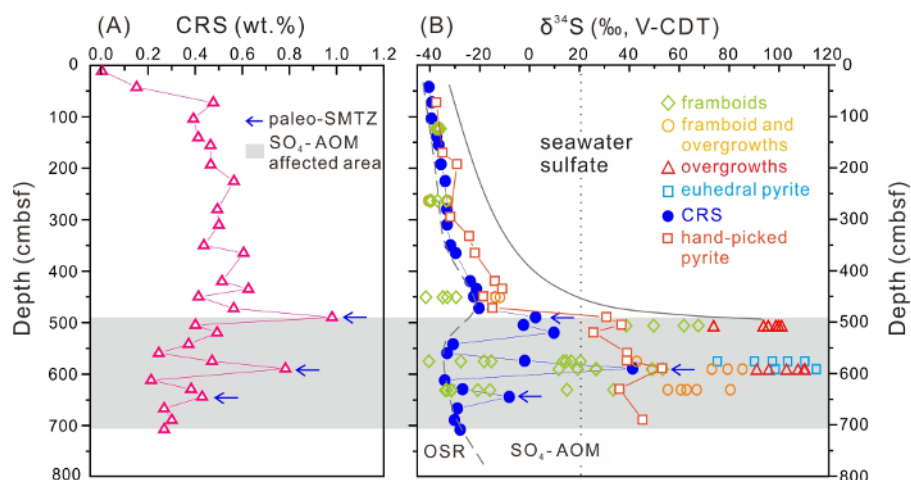 (A) CRS (wt.%)
0.0 0.2 0.4 0.6 0.8 1.0 1.2
0
100
200
300
400
500
600
700
800
Depth (cmbsf)
paleo-SMTZ
SO₄-AOM
affected area
(B) δ³⁴S (‰, V-CDT)
-40 -20 0 20 40 60 80 100 120
seawater
sulfate
framboids
framboid and
overgrowths
overgrowths
euhedral pyrite
CRS
hand-picked
pyrite
OSR
SO₄-AOM
0
100
200
300
400
500
600
700
800
Depth (cmbsf)